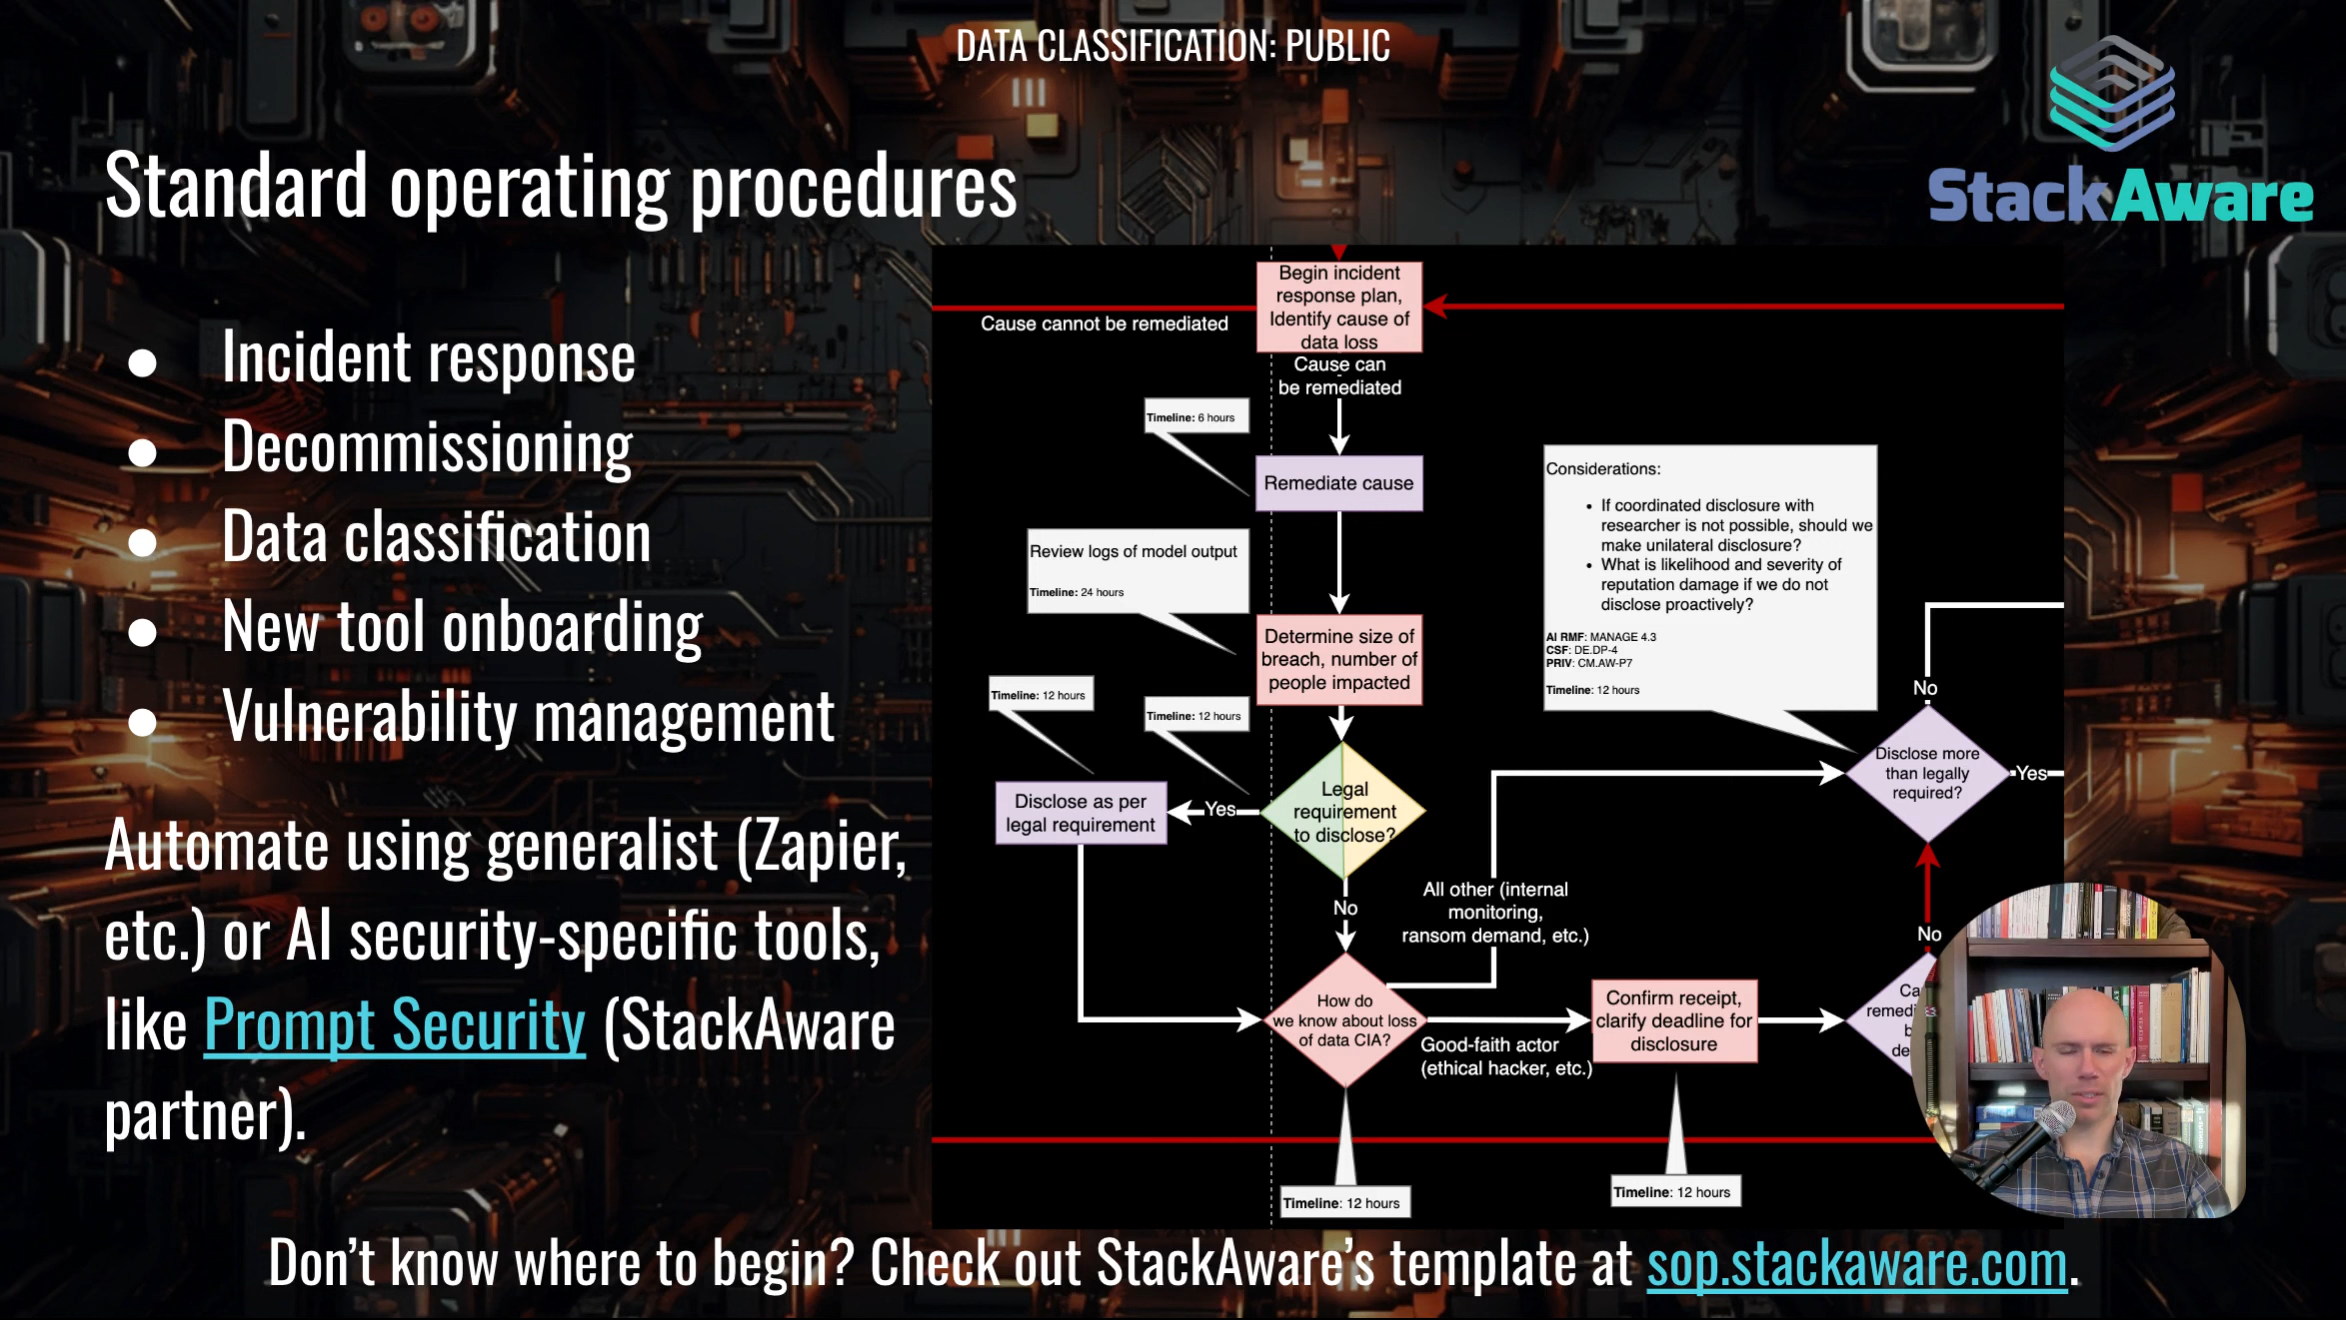 DATA CLASSIFICATION: PUBLIC
StackAware
Standard operating procedures
● Incident response
● Decommissioning
● Data classification
● New tool onboarding
● Vulnerability management
Automate using generalist (Zapier,
etc.) or AI security-specific tools,
like Prompt Security (StackAware
partner).
Begin incident
response plan,
Identify cause of
data loss
Cause cannot be remediated
Cause can
be remediated
Timeline: 6 hours
Remediate cause
Review logs of model output
Timeline: 24 hours
Determine size of
breach, number of
people impacted
Considerations:
• If coordinated disclosure with
researcher is not possible, should we
make unilateral disclosure?
• What is likelihood and severity of
reputation damage if we do not
disclose proactively?
AI RMF: MANAGE 4.3
CSF: DE.DP-4
PRIV: CM.AW-P7
Timeline: 12 hours
Timeline: 12 hours
Timeline: 12 hours
Legal
requirement
to disclose?
Yes
Disclose as per
legal requirement
No
Disclose more
than legally
required?
No
Yes
All other (internal
monitoring,
ransom demand, etc.)
How do
we know about loss
of data CIA?
Good-faith actor
(ethical hacker, etc.)
Confirm receipt,
clarify deadline for
disclosure
No
Timeline: 12 hours
Timeline: 12 hours
Don't know where to begin? Check out StackAware's template at sop.stackaware.com.